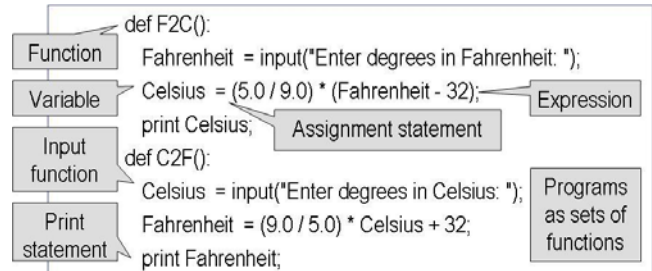 def F2C():
Function
Fahrenheit = input("Enter degrees in Fahrenheit: ");
Variable
Celsius = (5.0 / 9.0) * (Fahrenheit - 32);
Expression
print Celsius;
Assignment statement
Input
function
def C2F():
Celsius = input("Enter degrees in Celsius: ");
Programs
as sets of
functions
Print
statement
Fahrenheit = (9.0 / 5.0) * Celsius + 32;
print Fahrenheit;